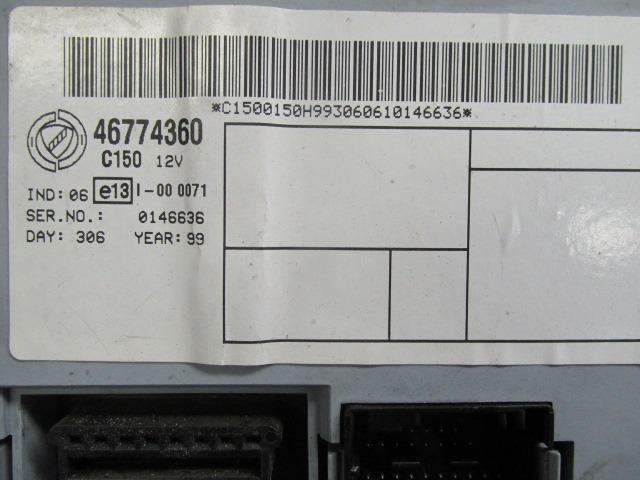 *C1500150H993060610146636*
46774360
C150 12V
IND: 06 e13 I-00 0071
SER.NO.: 0146636
DAY: 306 YEAR: 99